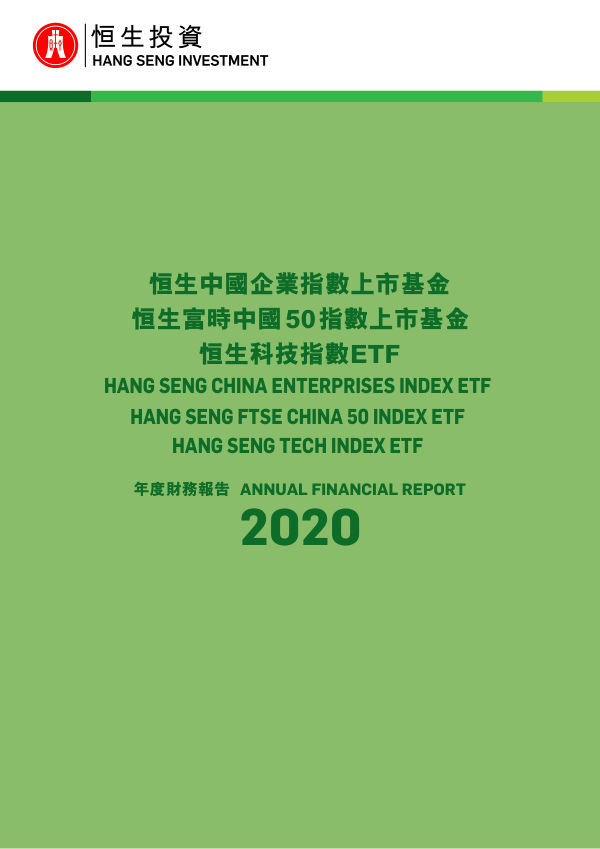 恒生投資
HANG SENG INVESTMENT
恒生中國企業指數上市基金
恒生富時中國50指數上市基金
恒生科技指數ETF
HANG SENG CHINA ENTERPRISES INDEX ETF
HANG SENG FTSE CHINA 50 INDEX ETF
HANG SENG TECH INDEX ETF
年度財務報告 ANNUAL FINANCIAL REPORT
2020